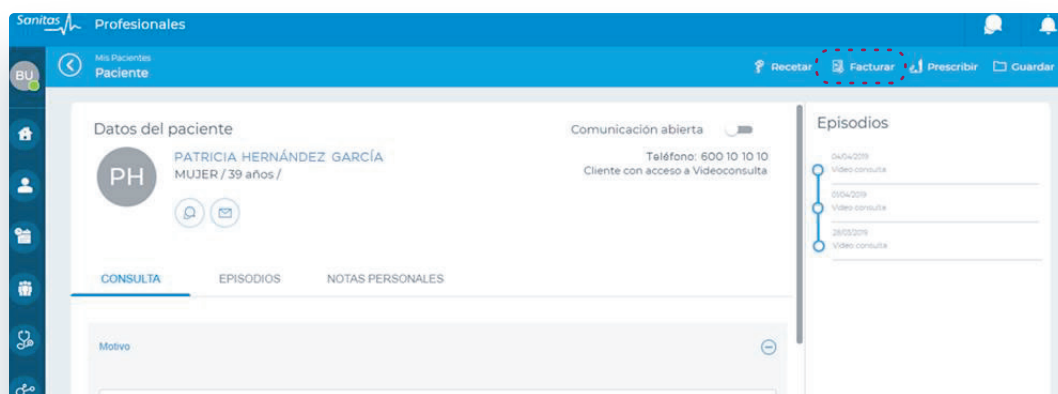 Sanitas Profesionales
BU
Mis Pacientes
Paciente
Recetar Facturar Prescribir Guardar
Datos del paciente
Comunicación abierta
PH
PATRICIA HERNÁNDEZ GARCÍA
MUJER / 39 años /
Teléfono: 600 10 10 10
Cliente con acceso a Videoconsulta
CONSULTA EPISODIOS NOTAS PERSONALES
Motivo
Episodios
04/04/2019
Video consulta
01/04/2019
Video consulta
28/03/2019
Video consulta